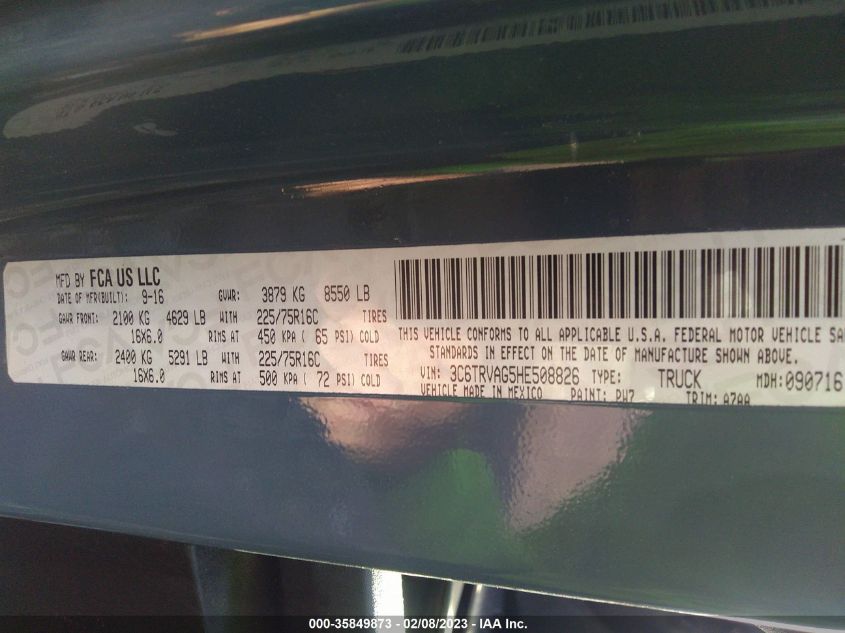 MFD BY FCA US LLC
DATE OF MFR(BUILT): 9-16 GVWR: 3879 KG 8550 LB
GAWR FRONT: 2100 KG 4629 LB WITH 225/75R16C TIRES
16X6.0 RIMS AT 450 KPA ( 65 PSI) COLD
GAWR REAR: 2400 KG 5291 LB WITH 225/75R16C TIRES
16X6.0 RIMS AT 500 KPA ( 72 PSI) COLD
THIS VEHICLE CONFORMS TO ALL APPLICABLE U.S.A. FEDERAL MOTOR VEHICLE SA
STANDARDS IN EFFECT ON THE DATE OF MANUFACTURE SHOWN ABOVE.
VIN: 3C6TRVAG5HE508826 TYPE: TRUCK MDH: 090716
VEHICLE MADE IN MEXICO PAINT: PW7 TRIM: A7AA
000-35849873 - 02/08/2023 - IAA Inc.